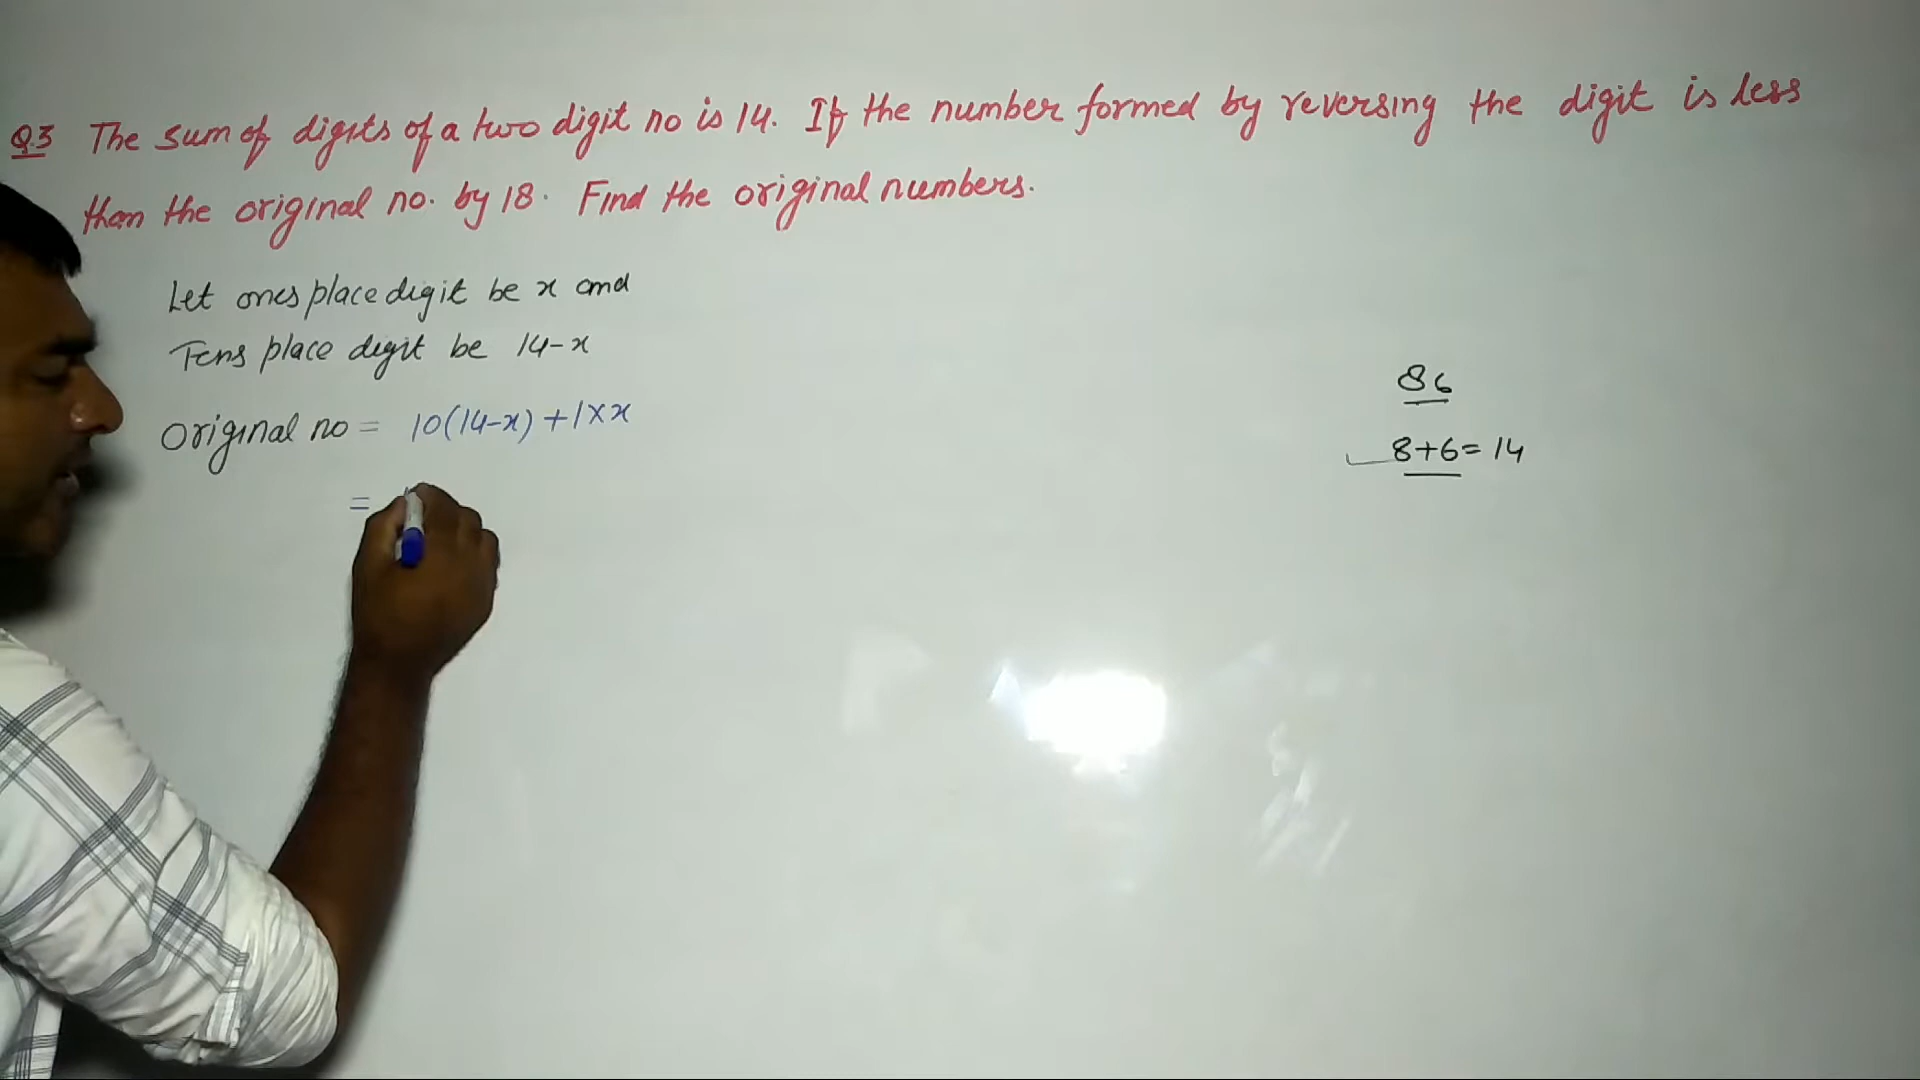 Q.3 The sum of digits of a two digit no is 14. If the number formed by reversing the digit is less
than the original no. by 18. Find the original numbers.
Let ones place digit be x and
Tens place digit be 14-x
Original no = 10(14-x) +1×x
=
86
8+6= 14